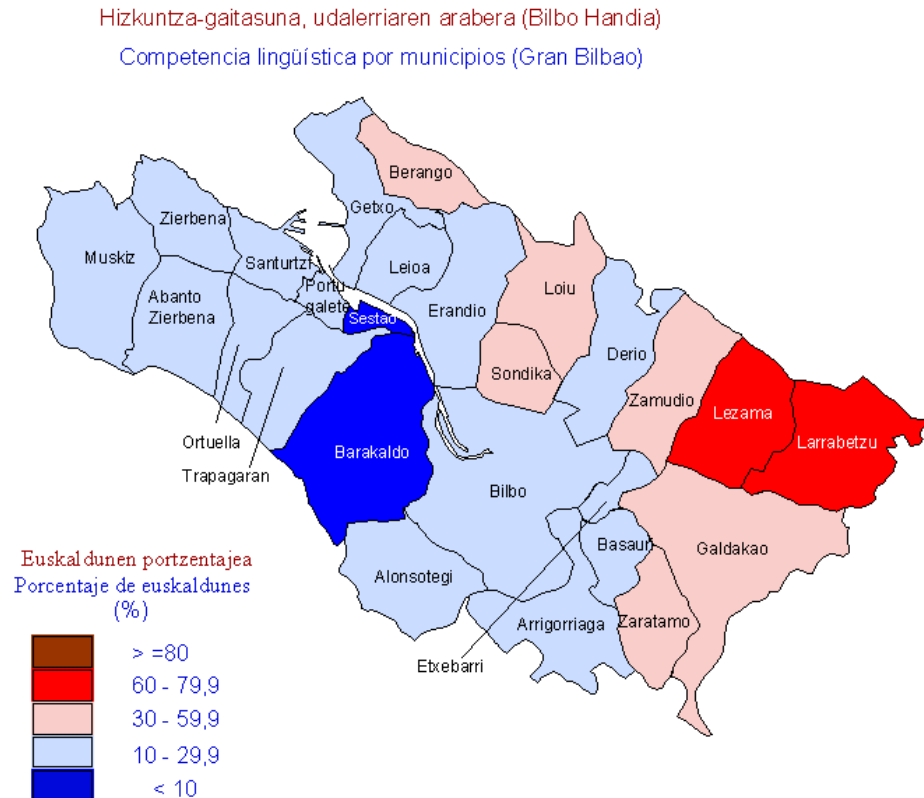 Hizkuntza-gaitasuna, udalerriaren arabera (Bilbo Handia)
Competencia lingüística por municipios (Gran Bilbao)
Berango
Zierbena
Getxo
Muskiz
Santurtzi
Leioa
Portu
galete
Abanto
Zierbena
Loiu
Erandio
Sestao
Derio
Sondika
Zamudio
Lezama
Ortuella
Larrabetzu
Barakaldo
Trapagaran
Bilbo
Basauri
Galdakao
Euskaldunen portzentajea
Porcentaje de euskaldunes
(%)
Alonsotegi
Arrigorriaga
Zaratamo
Etxebarri
> =80
60 - 79,9
30 - 59,9
10 - 29,9
< 10